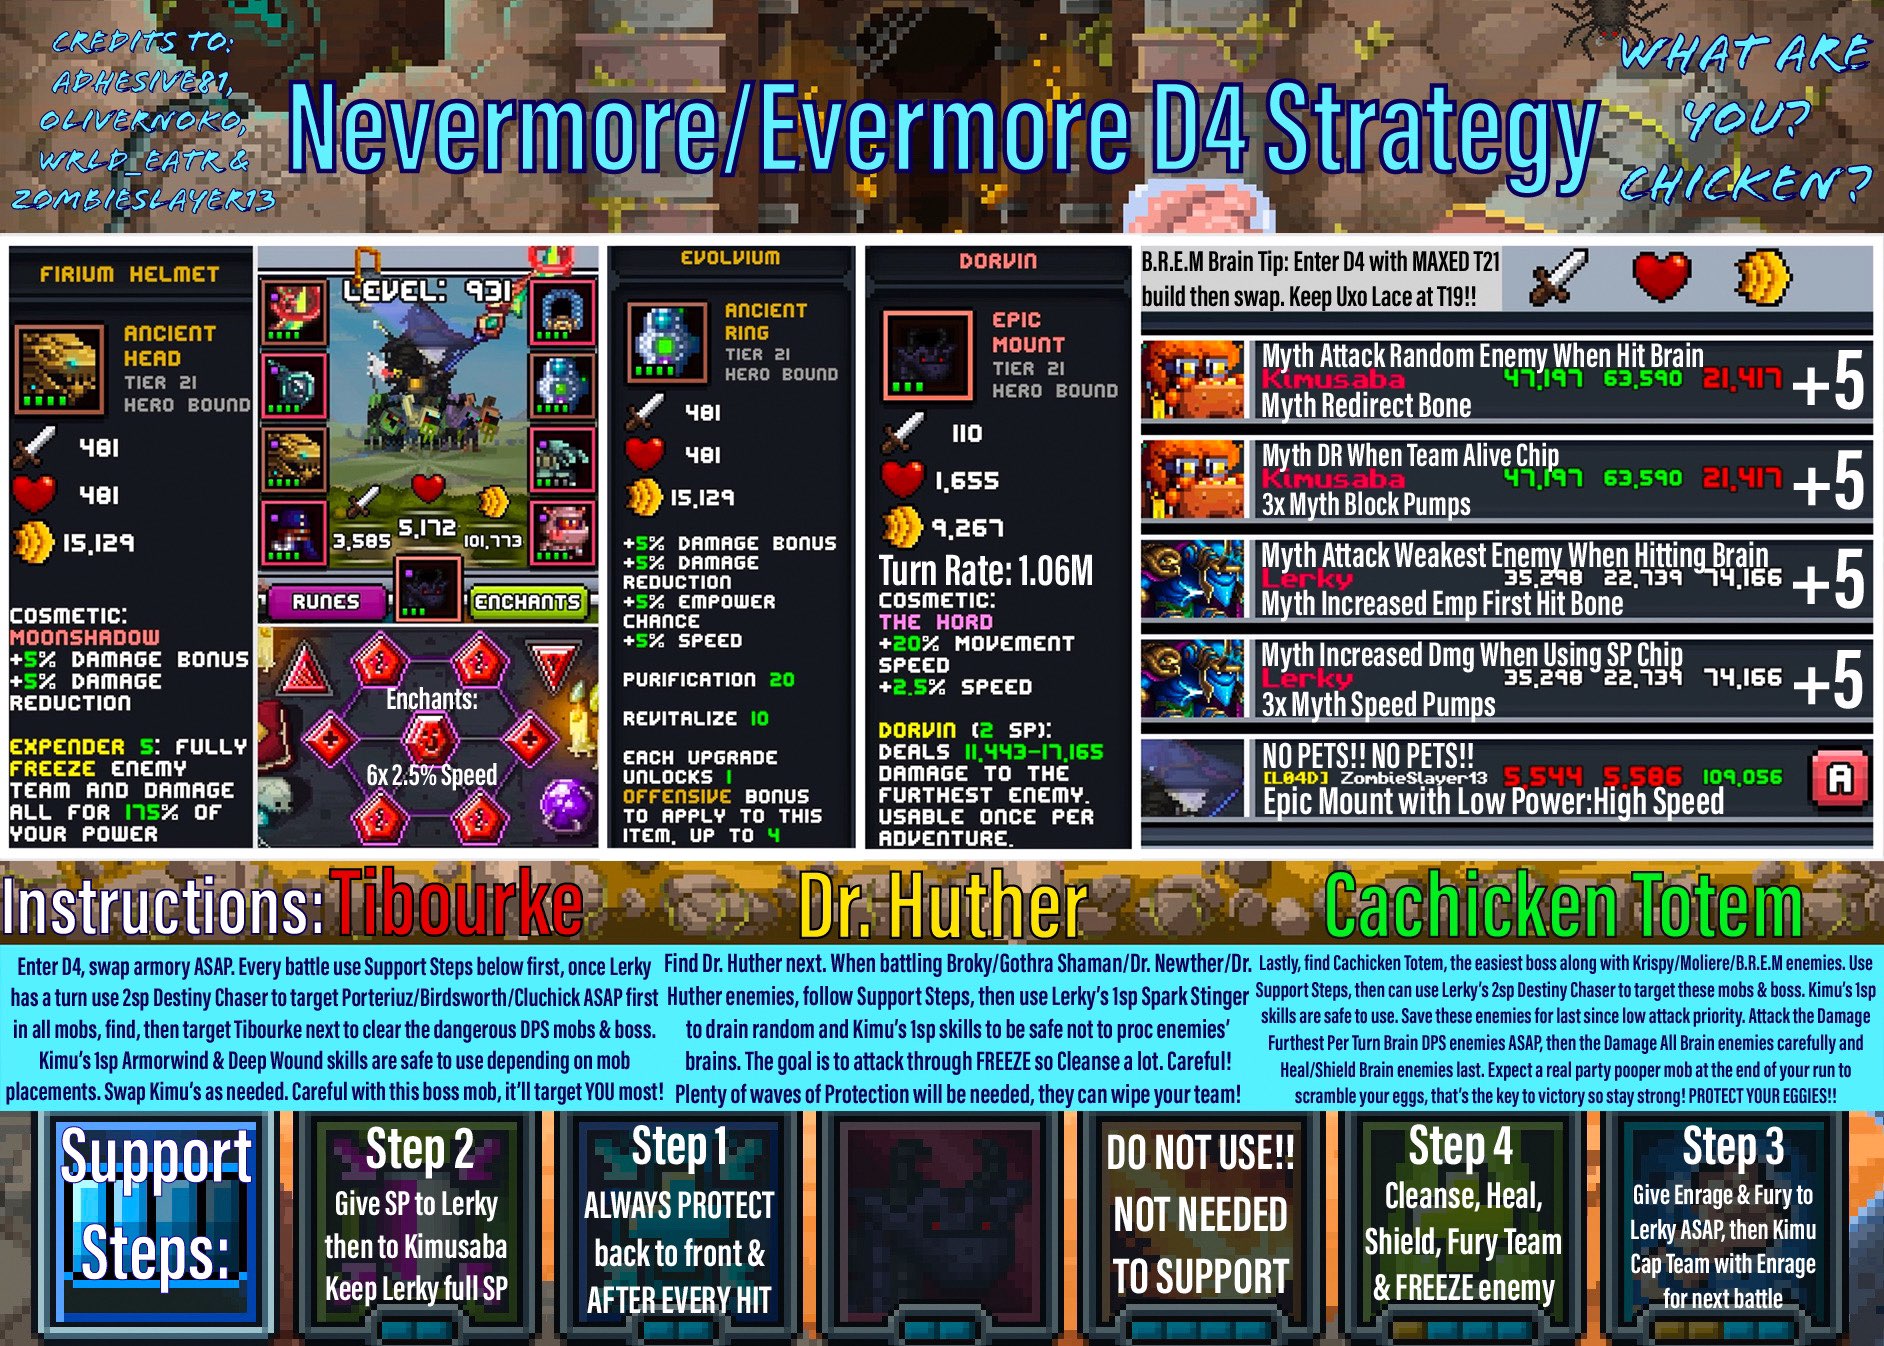 CREDITS TO:
ADHESIVE81,
OLIVERNOKO,
WRLD_EATR &
ZOMBIESLAYER13
Nevermore/Evermore D4 Strategy
WHAT ARE
YOU?
CHICKEN?
FIRIUM HELMET
ANCIENT
HEAD
TIER 21
HERO BOUND
481
481
15,129
COSMETIC:
MOONSHADOW
+5% DAMAGE BONUS
+5% DAMAGE
REDUCTION
EXPENDER 5: FULLY
FREEZE ENEMY
TEAM AND DAMAGE
ALL FOR 175% OF
YOUR POWER
LEVEL: 931
3,585 5,172 101,773
RUNES
ENCHANTS
Enchants:
6x 2.5% Speed
EVOLVIUM
ANCIENT
RING
TIER 21
HERO BOUND
481
481
15,129
+5% DAMAGE BONUS
+5% DAMAGE
REDUCTION
+5% EMPOWER
CHANCE
+5% SPEED
PURIFICATION 20
REVITALIZE 10
EACH UPGRADE
UNLOCKS 1
OFFENSIVE BONUS
TO APPLY TO THIS
ITEM, UP TO 4
DORVIN
EPIC
MOUNT
TIER 21
HERO BOUND
110
1,655
9,267
Turn Rate: 1.06M
COSMETIC:
THE HORD
+20% MOVEMENT
SPEED
+2.5% SPEED
DORVIN (2 SP):
DEALS 11,443-17,165
DAMAGE TO THE
FURTHEST ENEMY.
USABLE ONCE PER
ADVENTURE.
B.R.E.M Brain Tip: Enter D4 with MAXED T21
build then swap. Keep Uxo Lace at T19!!
Myth Attack Random Enemy When Hit Brain
Kimusaba 47,197 63,590 21,417 +5
Myth Redirect Bone
Myth DR When Team Alive Chip
Kimusaba 47,197 63,590 21,417 +5
3x Myth Block Pumps
Myth Attack Weakest Enemy When Hitting Brain
Lerky 35,298 22,739 74,166 +5
Myth Increased Emp First Hit Bone
Myth Increased Dmg When Using SP Chip
Lerky 35,298 22,739 74,166 +5
3x Myth Speed Pumps
NO PETS!! NO PETS!!
[L04D] ZombieSlayer13 5,544 5,586 109,056 A
Epic Mount with Low Power:High Speed
Instructions: Tibourke
Enter D4, swap armory ASAP. Every battle use Support Steps below first, once Lerky
has a turn use 2sp Destiny Chaser to target Porteriuz/Birdsworth/Cluchick ASAP first
in all mobs, find, then target Tibourke next to clear the dangerous DPS mobs & boss.
Kimu's 1sp Armorwind & Deep Wound skills are safe to use depending on mob
placements. Swap Kimu's as needed. Careful with this boss mob, it'll target YOU most!
Dr. Huther
Find Dr. Huther next. When battling Broky/Gothra Shaman/Dr. Newther/Dr.
Huther enemies, follow Support Steps, then use Lerky's 1sp Spark Stinger
to drain random and Kimu's 1sp skills to be safe not to proc enemies'
brains. The goal is to attack through FREEZE so Cleanse a lot. Careful!
Plenty of waves of Protection will be needed, they can wipe your team!
Cachicken Totem
Lastly, find Cachicken Totem, the easiest boss along with Krispy/Moliere/B.R.E.M enemies. Use
Support Steps, then can use Lerky's 2sp Destiny Chaser to target these mobs & boss. Kimu's 1sp
skills are safe to use. Save these enemies for last since low attack priority. Attack the Damage
Furthest Per Turn Brain DPS enemies ASAP, then the Damage All Brain enemies carefully and
Heal/Shield Brain enemies last. Expect a real party pooper mob at the end of your run to
scramble your eggs, that's the key to victory so stay strong! PROTECT YOUR EGGIES!!
Support
Steps:
Step 2
Give SP to Lerky
then to Kimusaba
Keep Lerky full SP
Step 1
ALWAYS PROTECT
back to front &
AFTER EVERY HIT
DO NOT USE!!
NOT NEEDED
TO SUPPORT
Step 4
Cleanse, Heal,
Shield, Fury Team
& FREEZE enemy
Step 3
Give Enrage & Fury to
Lerky ASAP, then Kimu
Cap Team with Enrage
for next battle